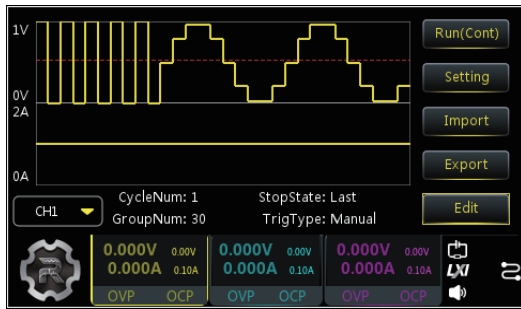 1V
Run(Cont)
Setting
0V
2A
Import
Export
0A
CH1
CycleNum: 1
StopState: Last
GroupNum: 30
TrigType: Manual
Edit
0.000V 0.00V
0.000A 0.10A
OVP OCP
0.000V 0.00V
0.000A 0.10A
OVP OCP
0.000V 0.00V
0.000A 0.10A
OVP OCP
LXI